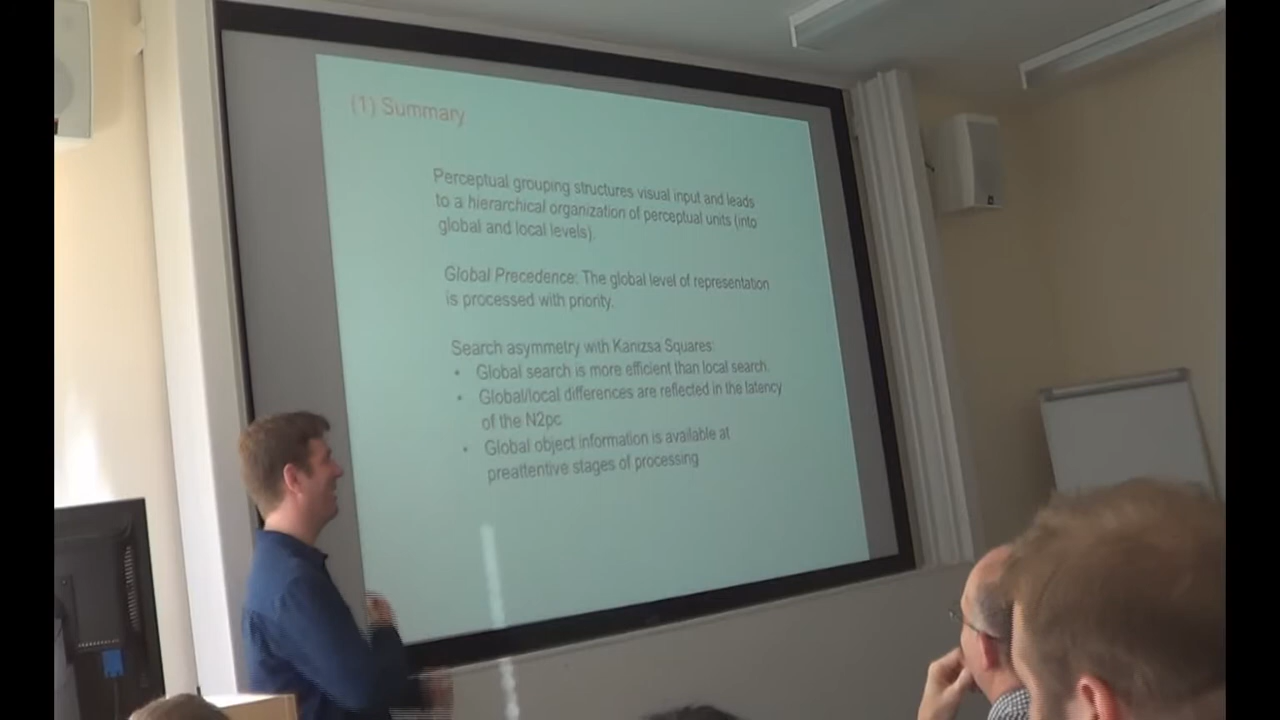 (1) Summary
Perceptual grouping structures visual input and leads
to a hierarchical organization of perceptual units (into
global and local levels).
Global Precedence: The global level of representation
is processed with priority.
Search asymmetry with Kanizsa Squares:
• Global search is more efficient than local search.
• Global/local differences are reflected in the latency
of the N2pc
• Global object information is available at
preattentive stages of processing